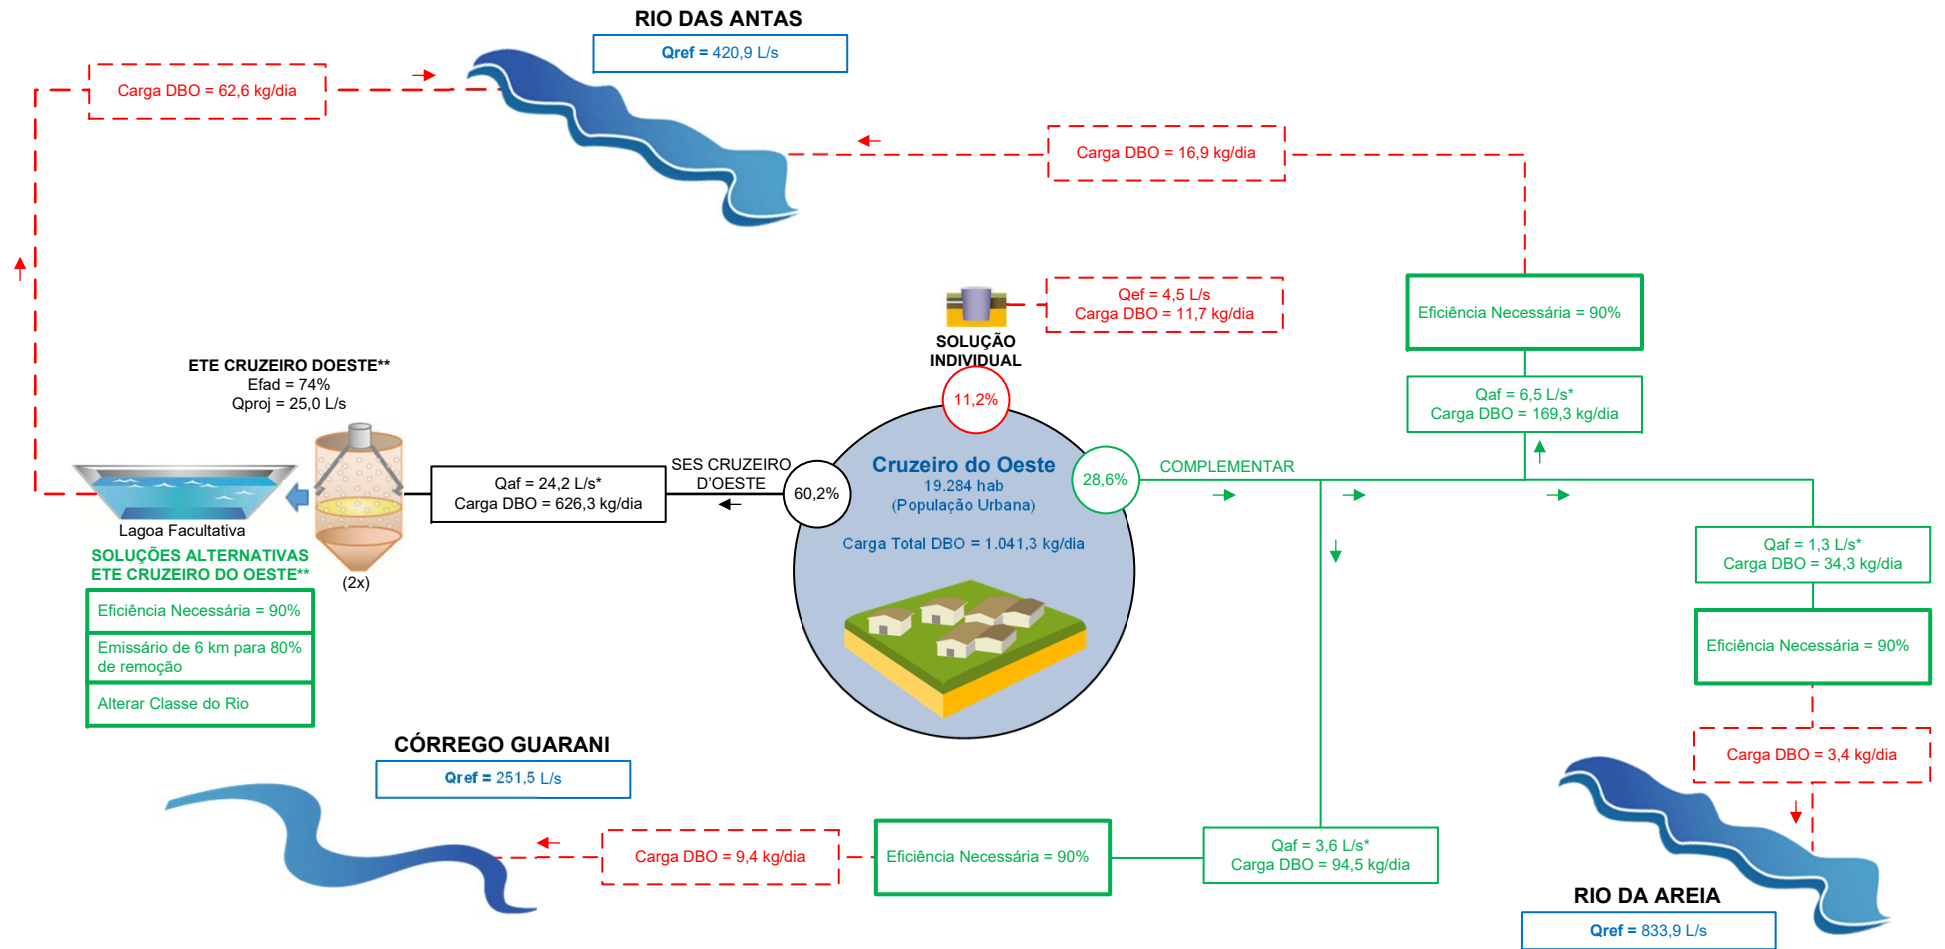 RIO DAS ANTAS
Qref = 420,9 L/s
Carga DBO = 62,6 kg/dia
Carga DBO = 16,9 kg/dia
Qef = 4,5 L/s
Carga DBO = 11,7 kg/dia
SOLUÇÃO
INDIVIDUAL
11,2%
Eficiência Necessária = 90%
Qaf = 6,5 L/s*
Carga DBO = 169,3 kg/dia
ETE CRUZEIRO DOESTE**
Efad = 74%
Qproj = 25,0 L/s
Lagoa Facultativa
(2x)
Qaf = 24,2 L/s*
Carga DBO = 626,3 kg/dia
SES CRUZEIRO
D'OESTE
60,2%
Cruzeiro do Oeste
19.284 hab
(População Urbana)
Carga Total DBO = 1.041,3 kg/dia
28,6%
COMPLEMENTAR
SOLUÇÕES ALTERNATIVAS
ETE CRUZEIRO DO OESTE**
Eficiência Necessária = 90%
Emissário de 6 km para 80%
de remoção
Alterar Classe do Rio
Qaf = 1,3 L/s*
Carga DBO = 34,3 kg/dia
Eficiência Necessária = 90%
Carga DBO = 3,4 kg/dia
CÓRREGO GUARANI
Qref = 251,5 L/s
Carga DBO = 9,4 kg/dia
Eficiência Necessária = 90%
Qaf = 3,6 L/s*
Carga DBO = 94,5 kg/dia
RIO DA AREIA
Qref = 833,9 L/s